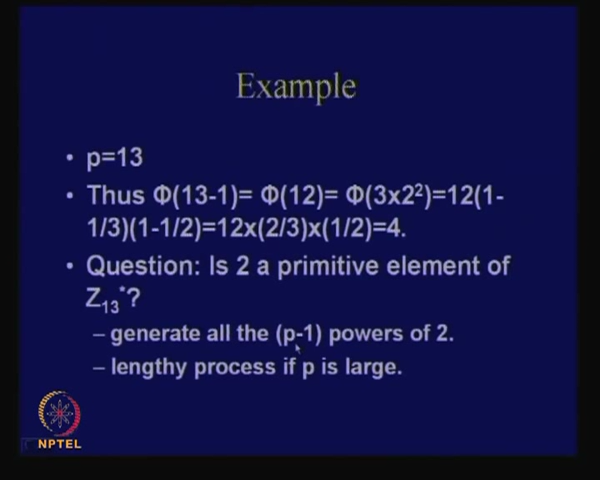 Example
• p=13
• Thus Φ(13-1)= Φ(12)= Φ(3x2²)=12(1-
1/3)(1-1/2)=12x(2/3)x(1/2)=4.
• Question: Is 2 a primitive element of
Z₁₃*?
– generate all the (p-1) powers of 2.
– lengthy process if p is large.
NPTEL